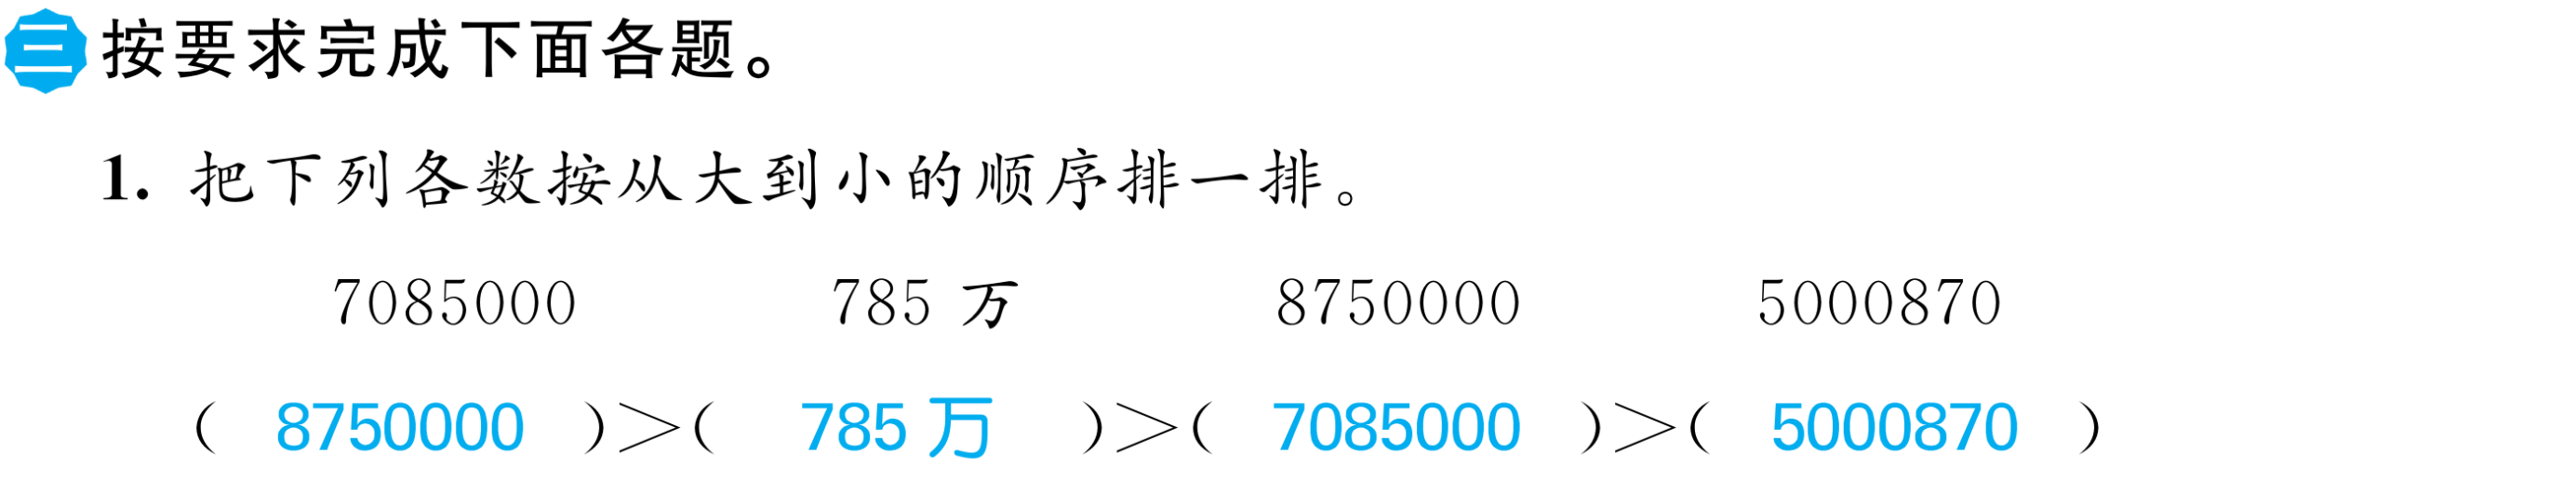 三 按要求完成下面各题。
1. 把下列各数按从大到小的顺序排一排。
7085000 785 万 8750000 5000870
( 8750000 )>( 785 万 )>( 7085000 )>( 5000870 )